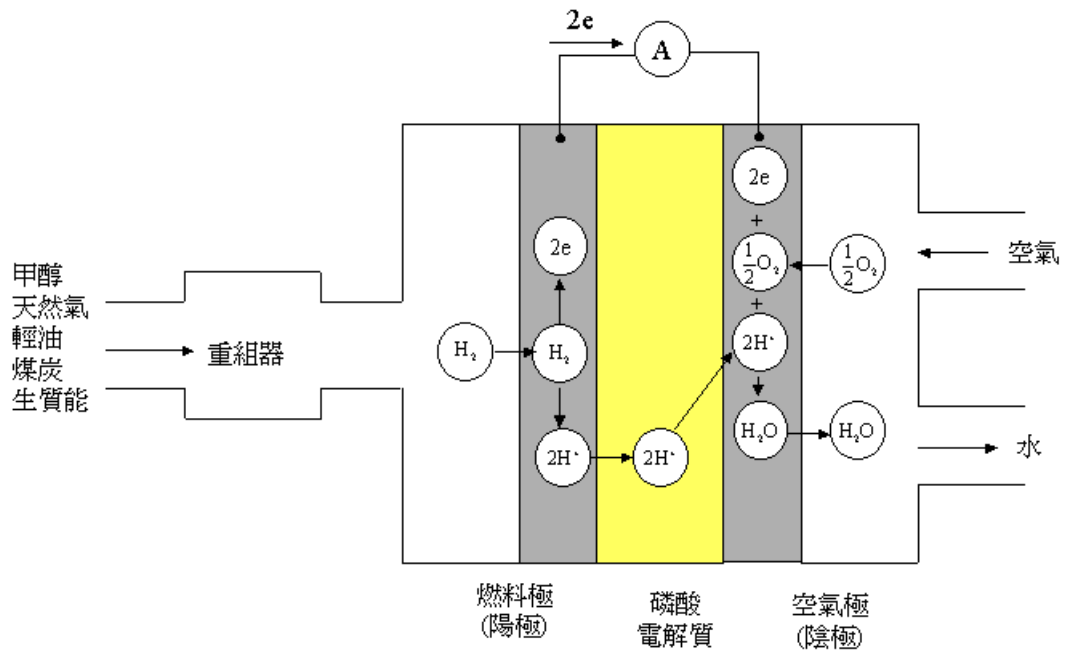 2e
A
2e
+
½O₂
½O₂
+
2H⁺
空氣
2e
H₂
H₂
2H⁺
2H⁺
H₂O
H₂O
水
甲醇
天然氣
輕油
煤炭
生質能
重組器
燃料極
(陽極)
磷酸
電解質
空氣極
(陰極)